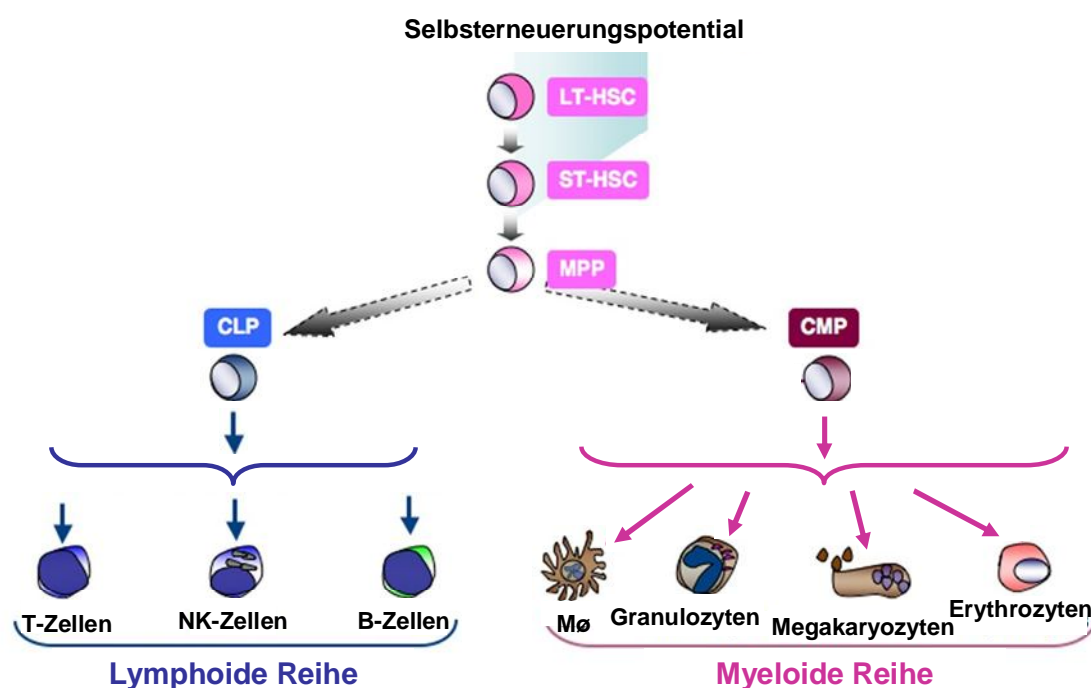 Selbsterneuerungspotential
LT-HSC
ST-HSC
MPP
CLP
CMP
T-Zellen
NK-Zellen
B-Zellen
Mø
Granulozyten
Megakaryozyten
Erythrozyten
Lymphoide Reihe
Myeloide Reihe